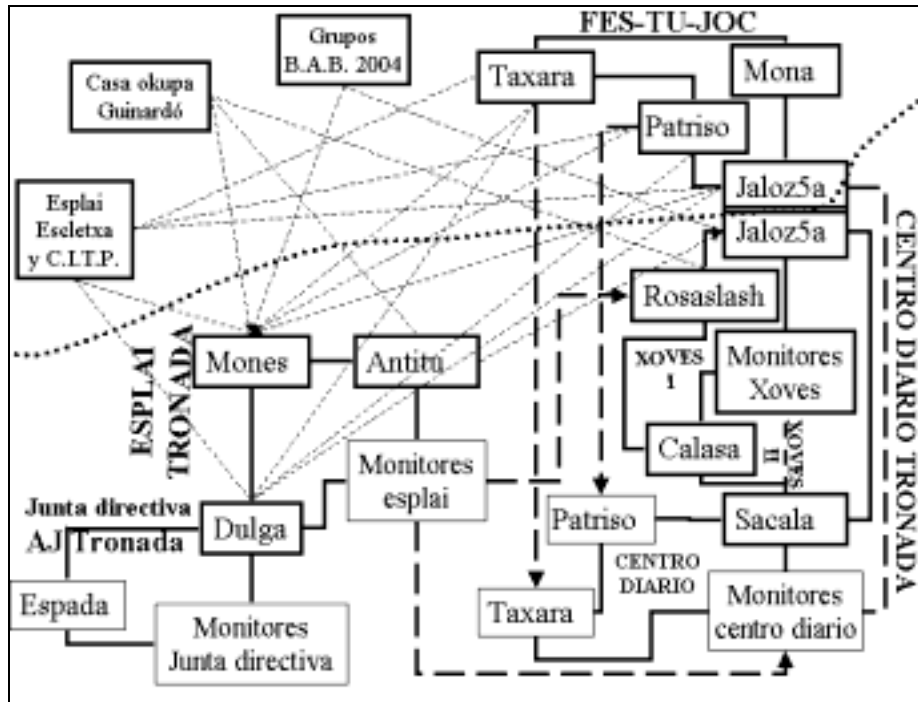 FES-TU-JOC
Grupos
B.A.B. 2004
Casa okupa
Guinardó
Taxara
Mona
Patriso
Esplai
Escletxa
y C.I.T.P.
Jaloz5a
Jaloz5a
CENTRO DIARIO TRONADA
Rosaslash
ESPLAI
TRONADA
Mones
Antitu
XOVES
I
Monitores
Xoves
Calasa
XOVES
II
Monitores
esplai
Junta directiva
AJ Tronada
Dulga
Patriso
Sacala
CENTRO
DIARIO
Espada
Taxara
Monitores
centro diario
Monitores
Junta directiva